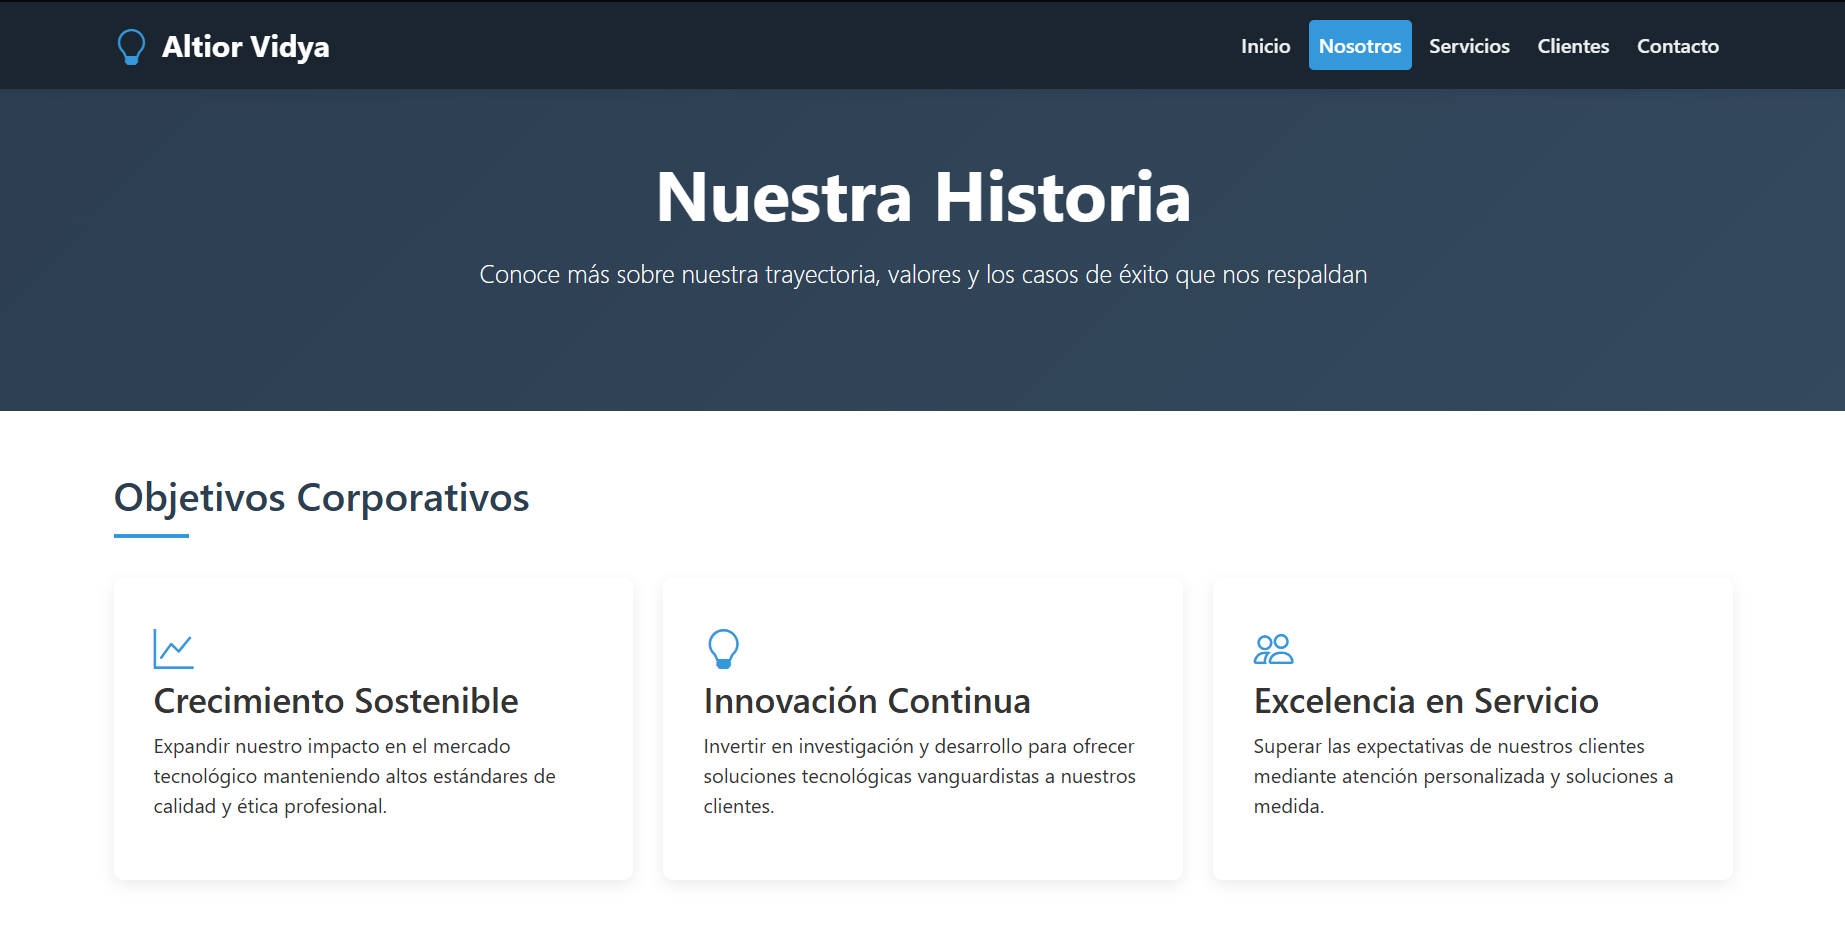 Altior Vidya
Inicio Nosotros Servicios Clientes Contacto
Nuestra Historia
Conoce más sobre nuestra trayectoria, valores y los casos de éxito que nos respaldan
Objetivos Corporativos
Crecimiento Sostenible
Expandir nuestro impacto en el mercado
tecnológico manteniendo altos estándares de
calidad y ética profesional.
Innovación Continua
Invertir en investigación y desarrollo para ofrecer
soluciones tecnológicas vanguardistas a nuestros
clientes.
Excelencia en Servicio
Superar las expectativas de nuestros clientes
mediante atención personalizada y soluciones a
medida.